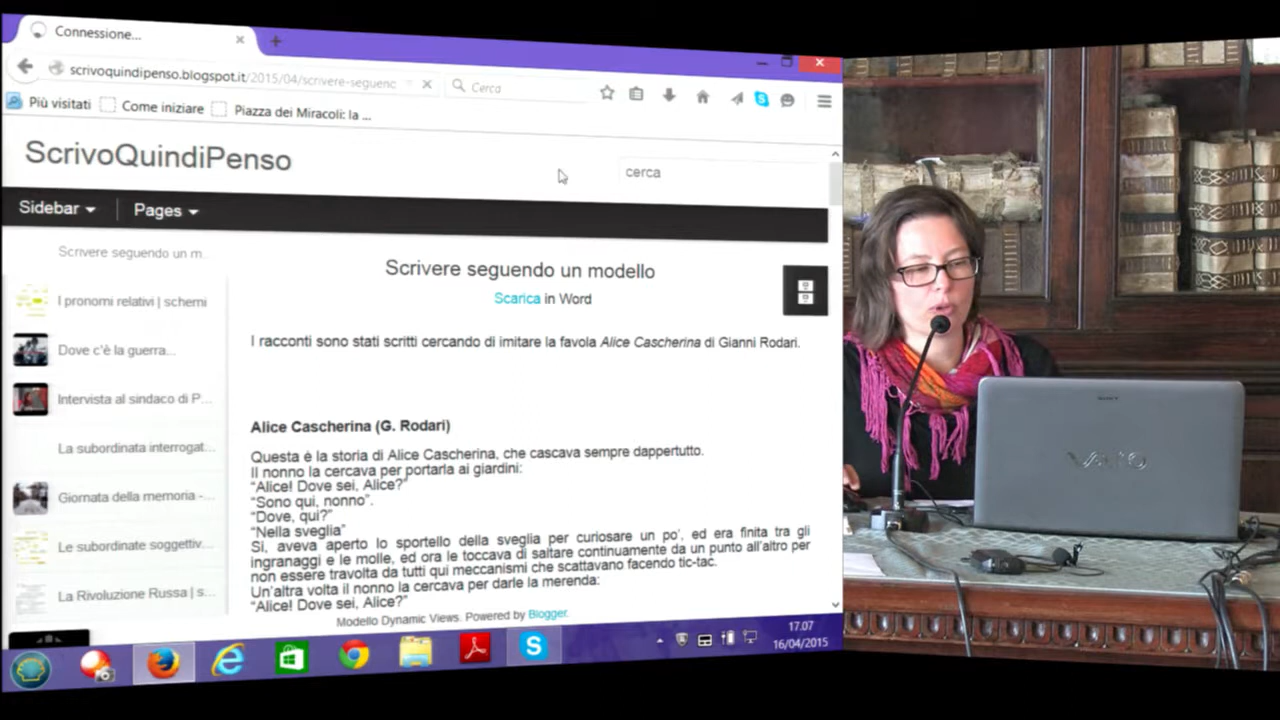 Connessione...
scrivoquindipenso.blogspot.it/2015/04/scrivere-seguenc
Cerca
Più visitati
Come iniziare
Piazza dei Miracoli: la ...
ScrivoQuindiPenso
cerca
Sidebar
Pages
Scrivere seguendo un m...
I pronomi relativi | schemi
Dove c'è la guerra...
Intervista al sindaco di P...
La subordinata interrogat...
Giornata della memoria -...
Le subordinate soggettiv...
La Rivoluzione Russa | s...
Scrivere seguendo un modello
Scarica in Word
I racconti sono stati scritti cercando di imitare la favola Alice Cascherina di Gianni Rodari.
Alice Cascherina (G. Rodari)
Questa è la storia di Alice Cascherina, che cascava sempre dappertutto.
Il nonno la cercava per portarla ai giardini:
“Alice! Dove sei, Alice?”
“Sono qui, nonno”.
“Dove, qui?”
“Nella sveglia”
Sì, aveva aperto lo sportello della sveglia per curiosare un po’, ed era finita tra gli
ingranaggi e le molle, ed ora le toccava di saltare continuamente da un punto all’altro per
non essere travolta da tutti qui meccanismi che scattavano facendo tic-tac.
Un’altra volta il nonno la cercava per darle la merenda:
“Alice! Dove sei, Alice?”
Modello Dynamic Views. Powered by Blogger.
17.07
16/04/2015
SONY
VAIO